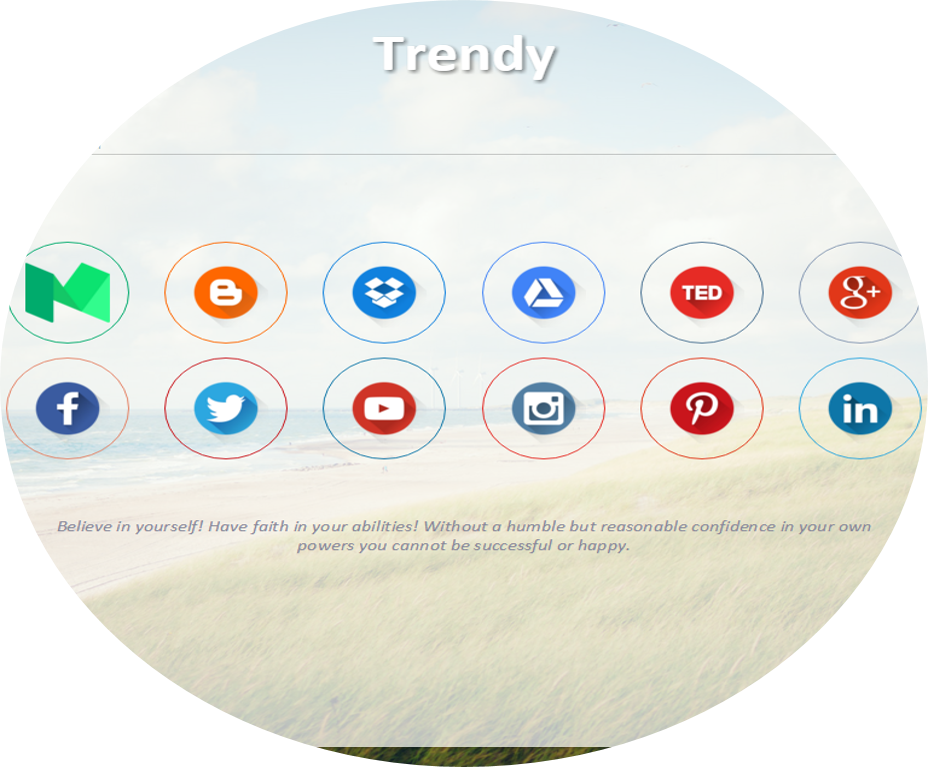 Trendy
TED
g+
f
in
Believe in yourself! Have faith in your abilities! Without a humble but reasonable confidence in your own
powers you cannot be successful or happy.